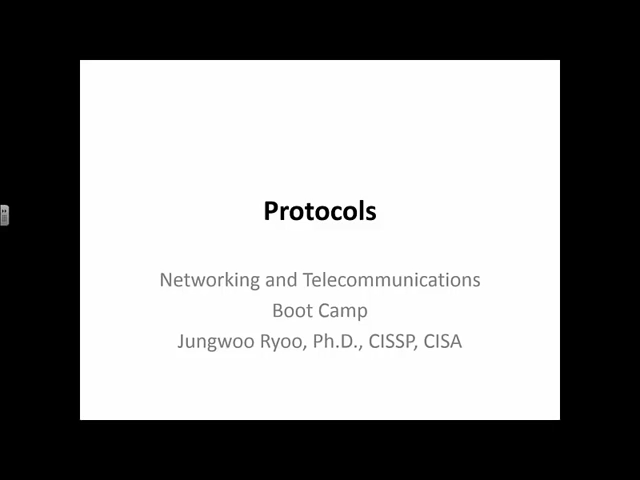 Protocols
Networking and Telecommunications
Boot Camp
Jungwoo Ryoo, Ph.D., CISSP, CISA